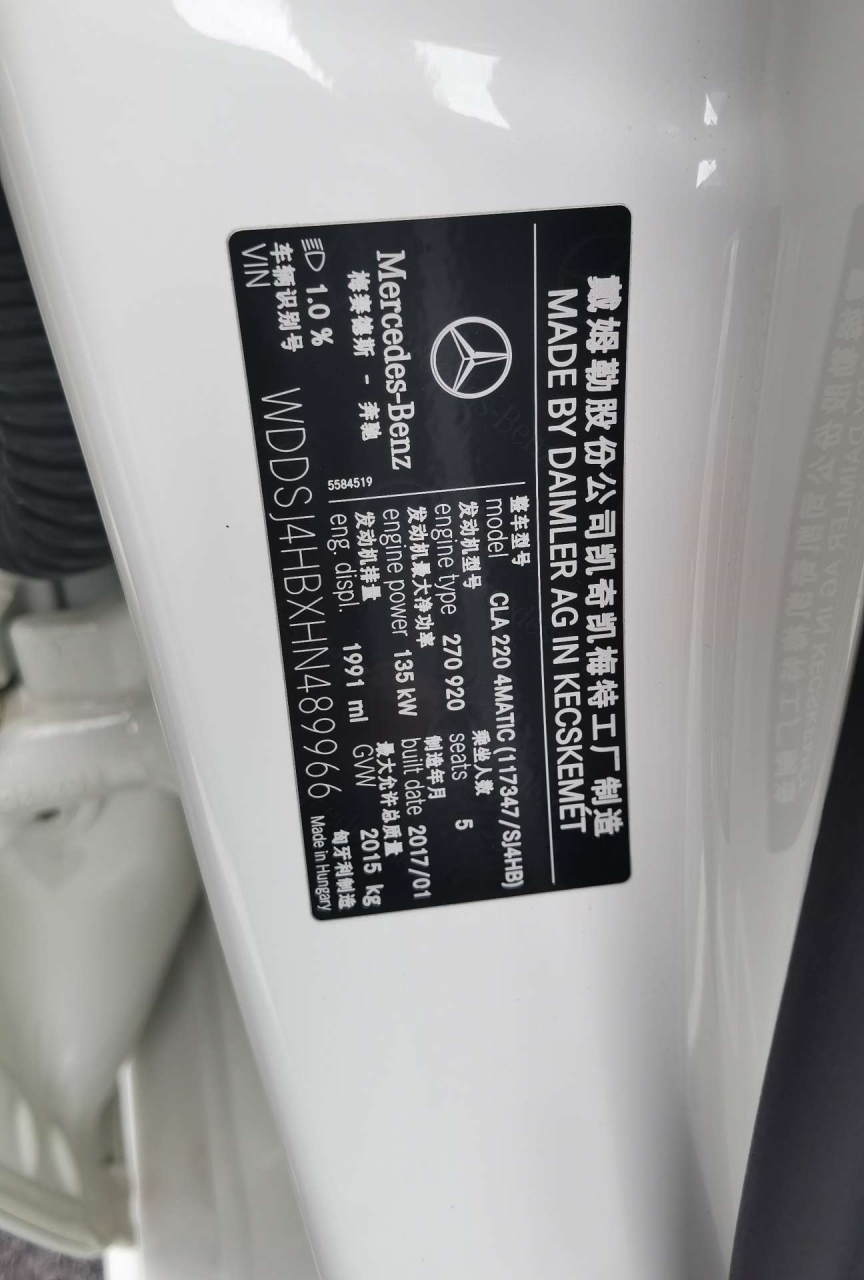 戴姆勒股份公司凯奇凯梅特工厂制造
MADE BY DAIMLER AG IN KECSKEMÉT
Mercedes-Benz
梅赛德斯 - 奔驰
1.0 %
5584519
整车型号
model CLA 220 4MATIC (117347/SJ4HB)
发动机型号 乘坐人数
engine type 270 920 seats 5
发动机最大净功率 制造年月
engine power 135 kW built date 2017/01
发动机排量 最大允许总质量
eng. displ. 1991 ml GVW 2015 kg
车辆识别号 匈牙利制造
VIN WDDSJ4HBXHN489966 Made in Hungary